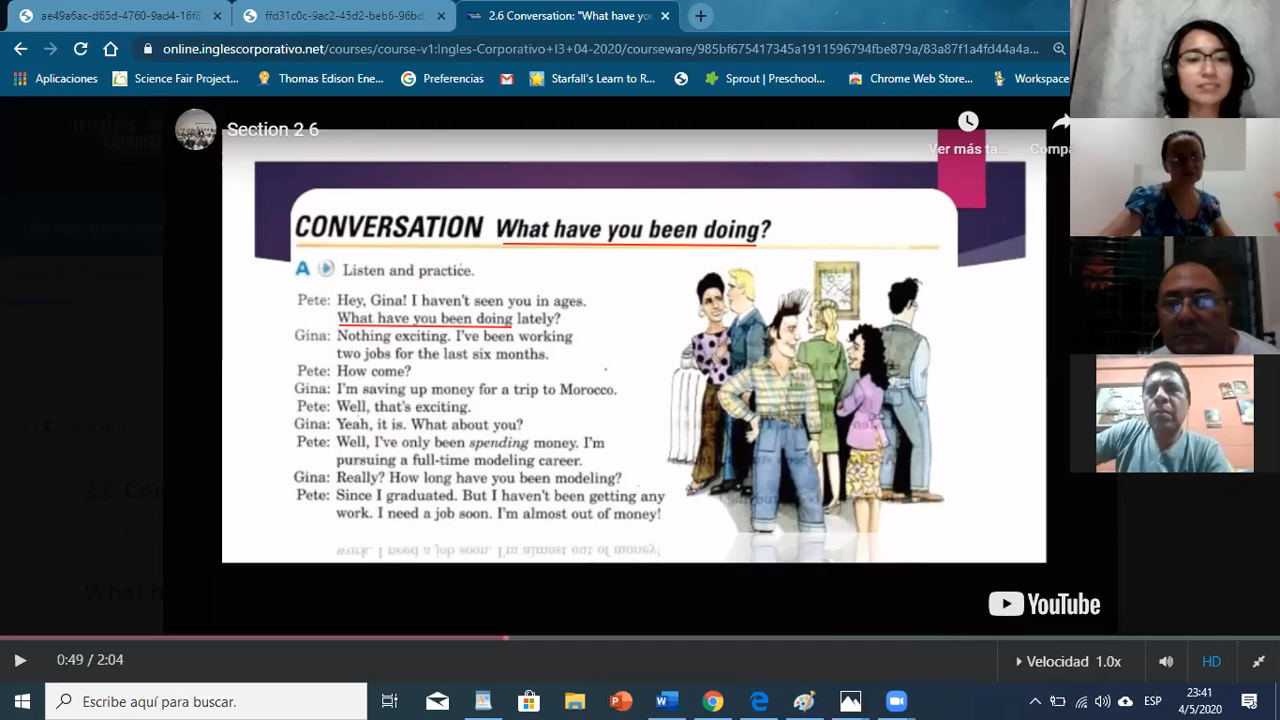 ae49a6ac-d65d-4760-9ad4-16f8
ffd31c0c-9ac2-45d2-beb6-96bd
2.6 Conversation: "What have yo
online.inglescorporativo.net/courses/course-v1:Ingles-Corporativo+I3+04-2020/courseware/985bf675417345a1911596794fbe879a/83a87f1a4fd44a4a...
Aplicaciones
Science Fair Project...
Thomas Edison Ene...
Preferencias
Starfall's Learn to R...
Sprout | Preschool...
Chrome Web Store...
Workspace
Section 2 6
Ver más ta...
Compa
CONVERSATION What have you been doing?
A Listen and practice.
Pete: Hey, Gina! I haven't seen you in ages.
What have you been doing lately?
Gina: Nothing exciting. I've been working
two jobs for the last six months.
Pete: How come?
Gina: I'm saving up money for a trip to Morocco.
Pete: Well, that's exciting.
Gina: Yeah, it is. What about you?
Pete: Well, I've only been spending money. I'm
pursuing a full-time modeling career.
Gina: Really? How long have you been modeling?
Pete: Since I graduated. But I haven't been getting any
work. I need a job soon. I'm almost out of money!
YouTube
0:49 / 2:04
Velocidad 1.0x
HD
Escribe aquí para buscar.
ESP
23:41
4/5/2020